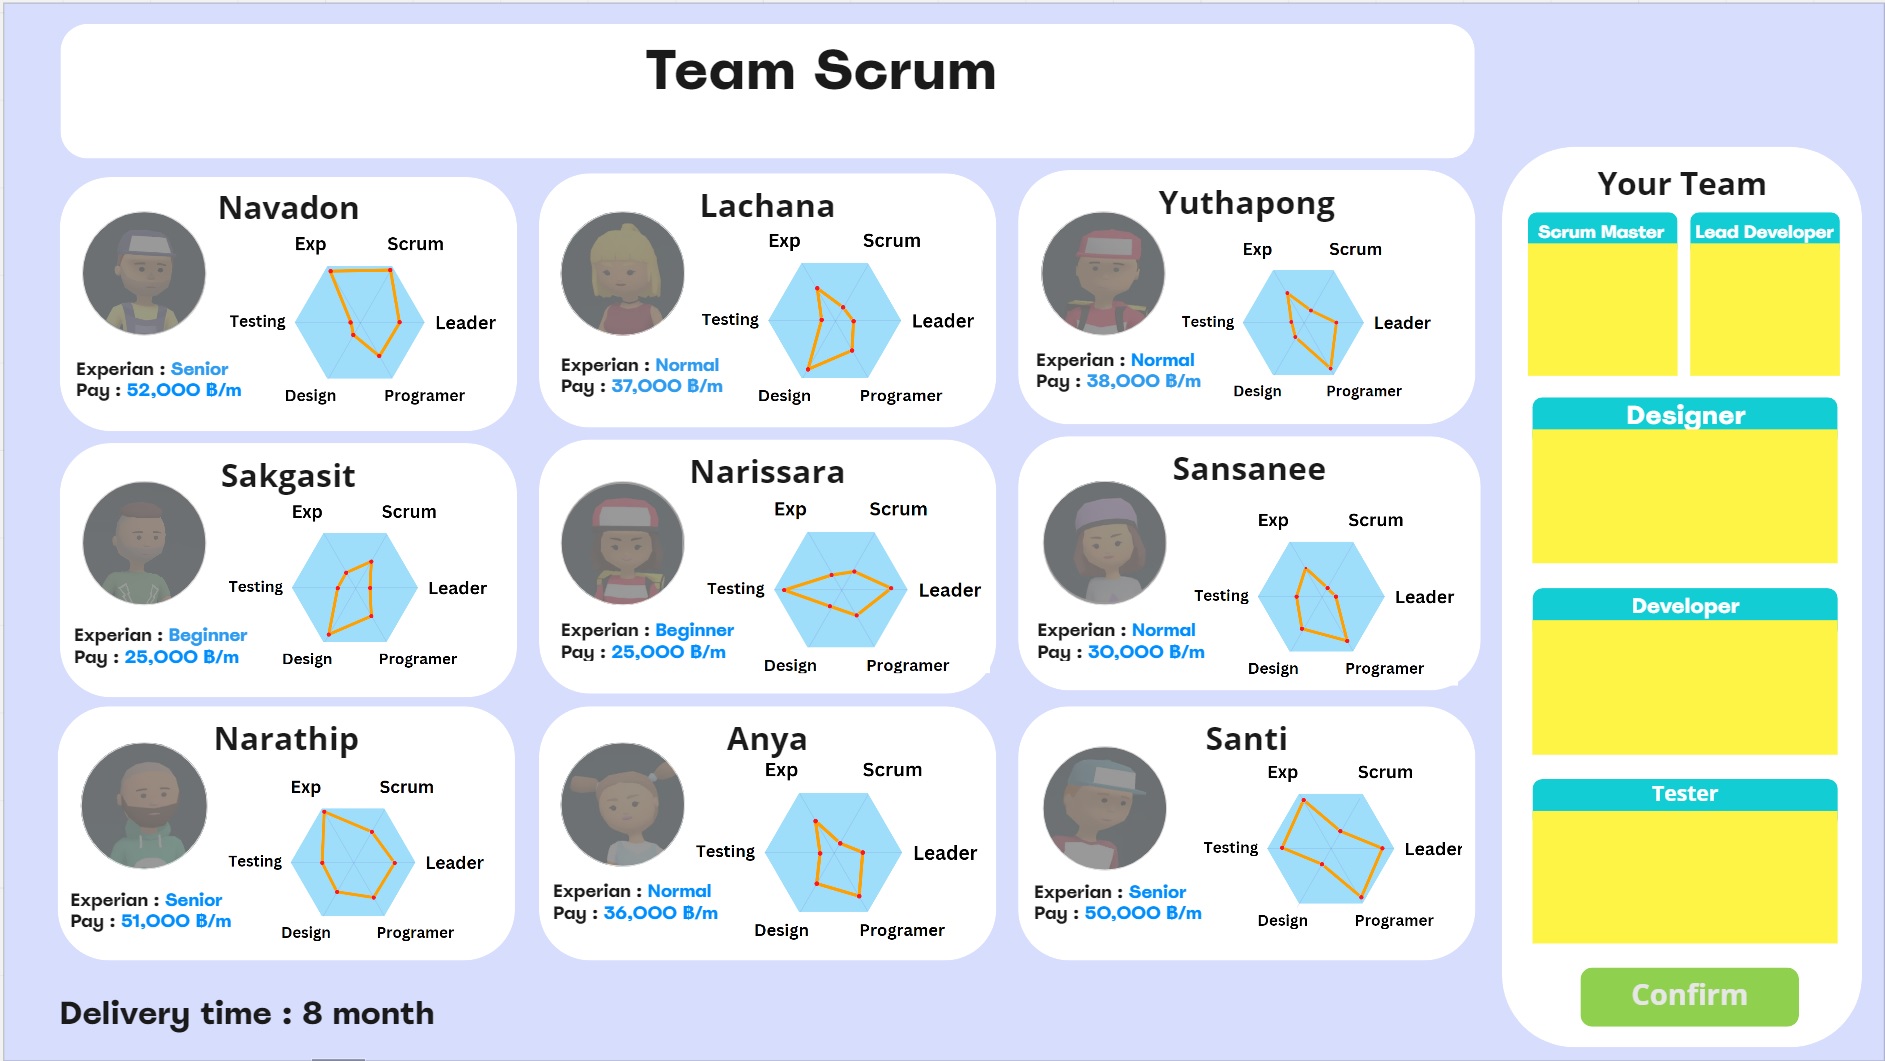 Team Scrum
Navadon
Exp
Scrum
Testing
Leader
Experian : Senior
Pay : 52,000 ฿/m
Design
Programer
Lachana
Exp
Scrum
Testing
Leader
Experian : Normal
Pay : 37,000 ฿/m
Design
Programer
Yuthapong
Exp
Scrum
Testing
Leader
Experian : Normal
Pay : 38,000 ฿/m
Design
Programer
Sakgasit
Exp
Scrum
Testing
Leader
Experian : Beginner
Pay : 25,000 ฿/m
Design
Programer
Narissara
Exp
Scrum
Testing
Leader
Experian : Beginner
Pay : 25,000 ฿/m
Design
Programer
Sansanee
Exp
Scrum
Testing
Leader
Experian : Normal
Pay : 30,000 ฿/m
Design
Programer
Narathip
Exp
Scrum
Testing
Leader
Experian : Senior
Pay : 51,000 ฿/m
Design
Programer
Anya
Exp
Scrum
Testing
Leader
Experian : Normal
Pay : 36,000 ฿/m
Design
Programer
Santi
Exp
Scrum
Testing
Leader
Experian : Senior
Pay : 50,000 ฿/m
Design
Programer
Delivery time : 8 month
Your Team
Scrum Master
Lead Developer
Designer
Developer
Tester
Confirm